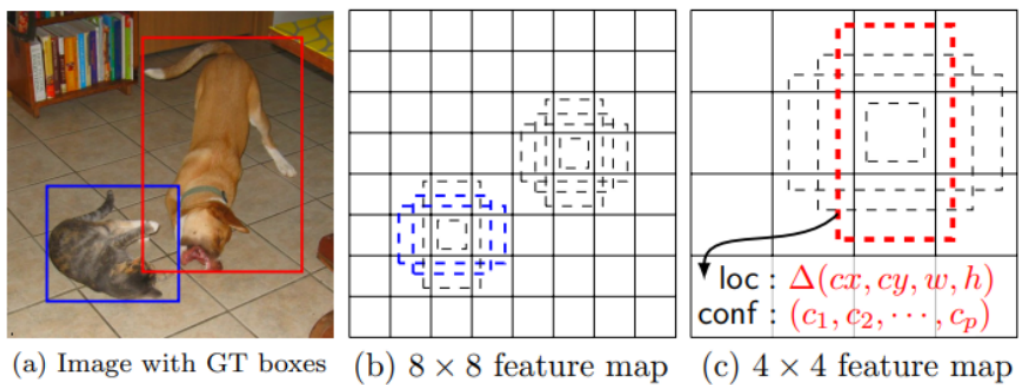 loc : Δ(cx, cy, w, h)
conf : (c₁, c₂, ⋯, cₚ)
(a) Image with GT boxes
(b) 8 × 8 feature map
(c) 4 × 4 feature map